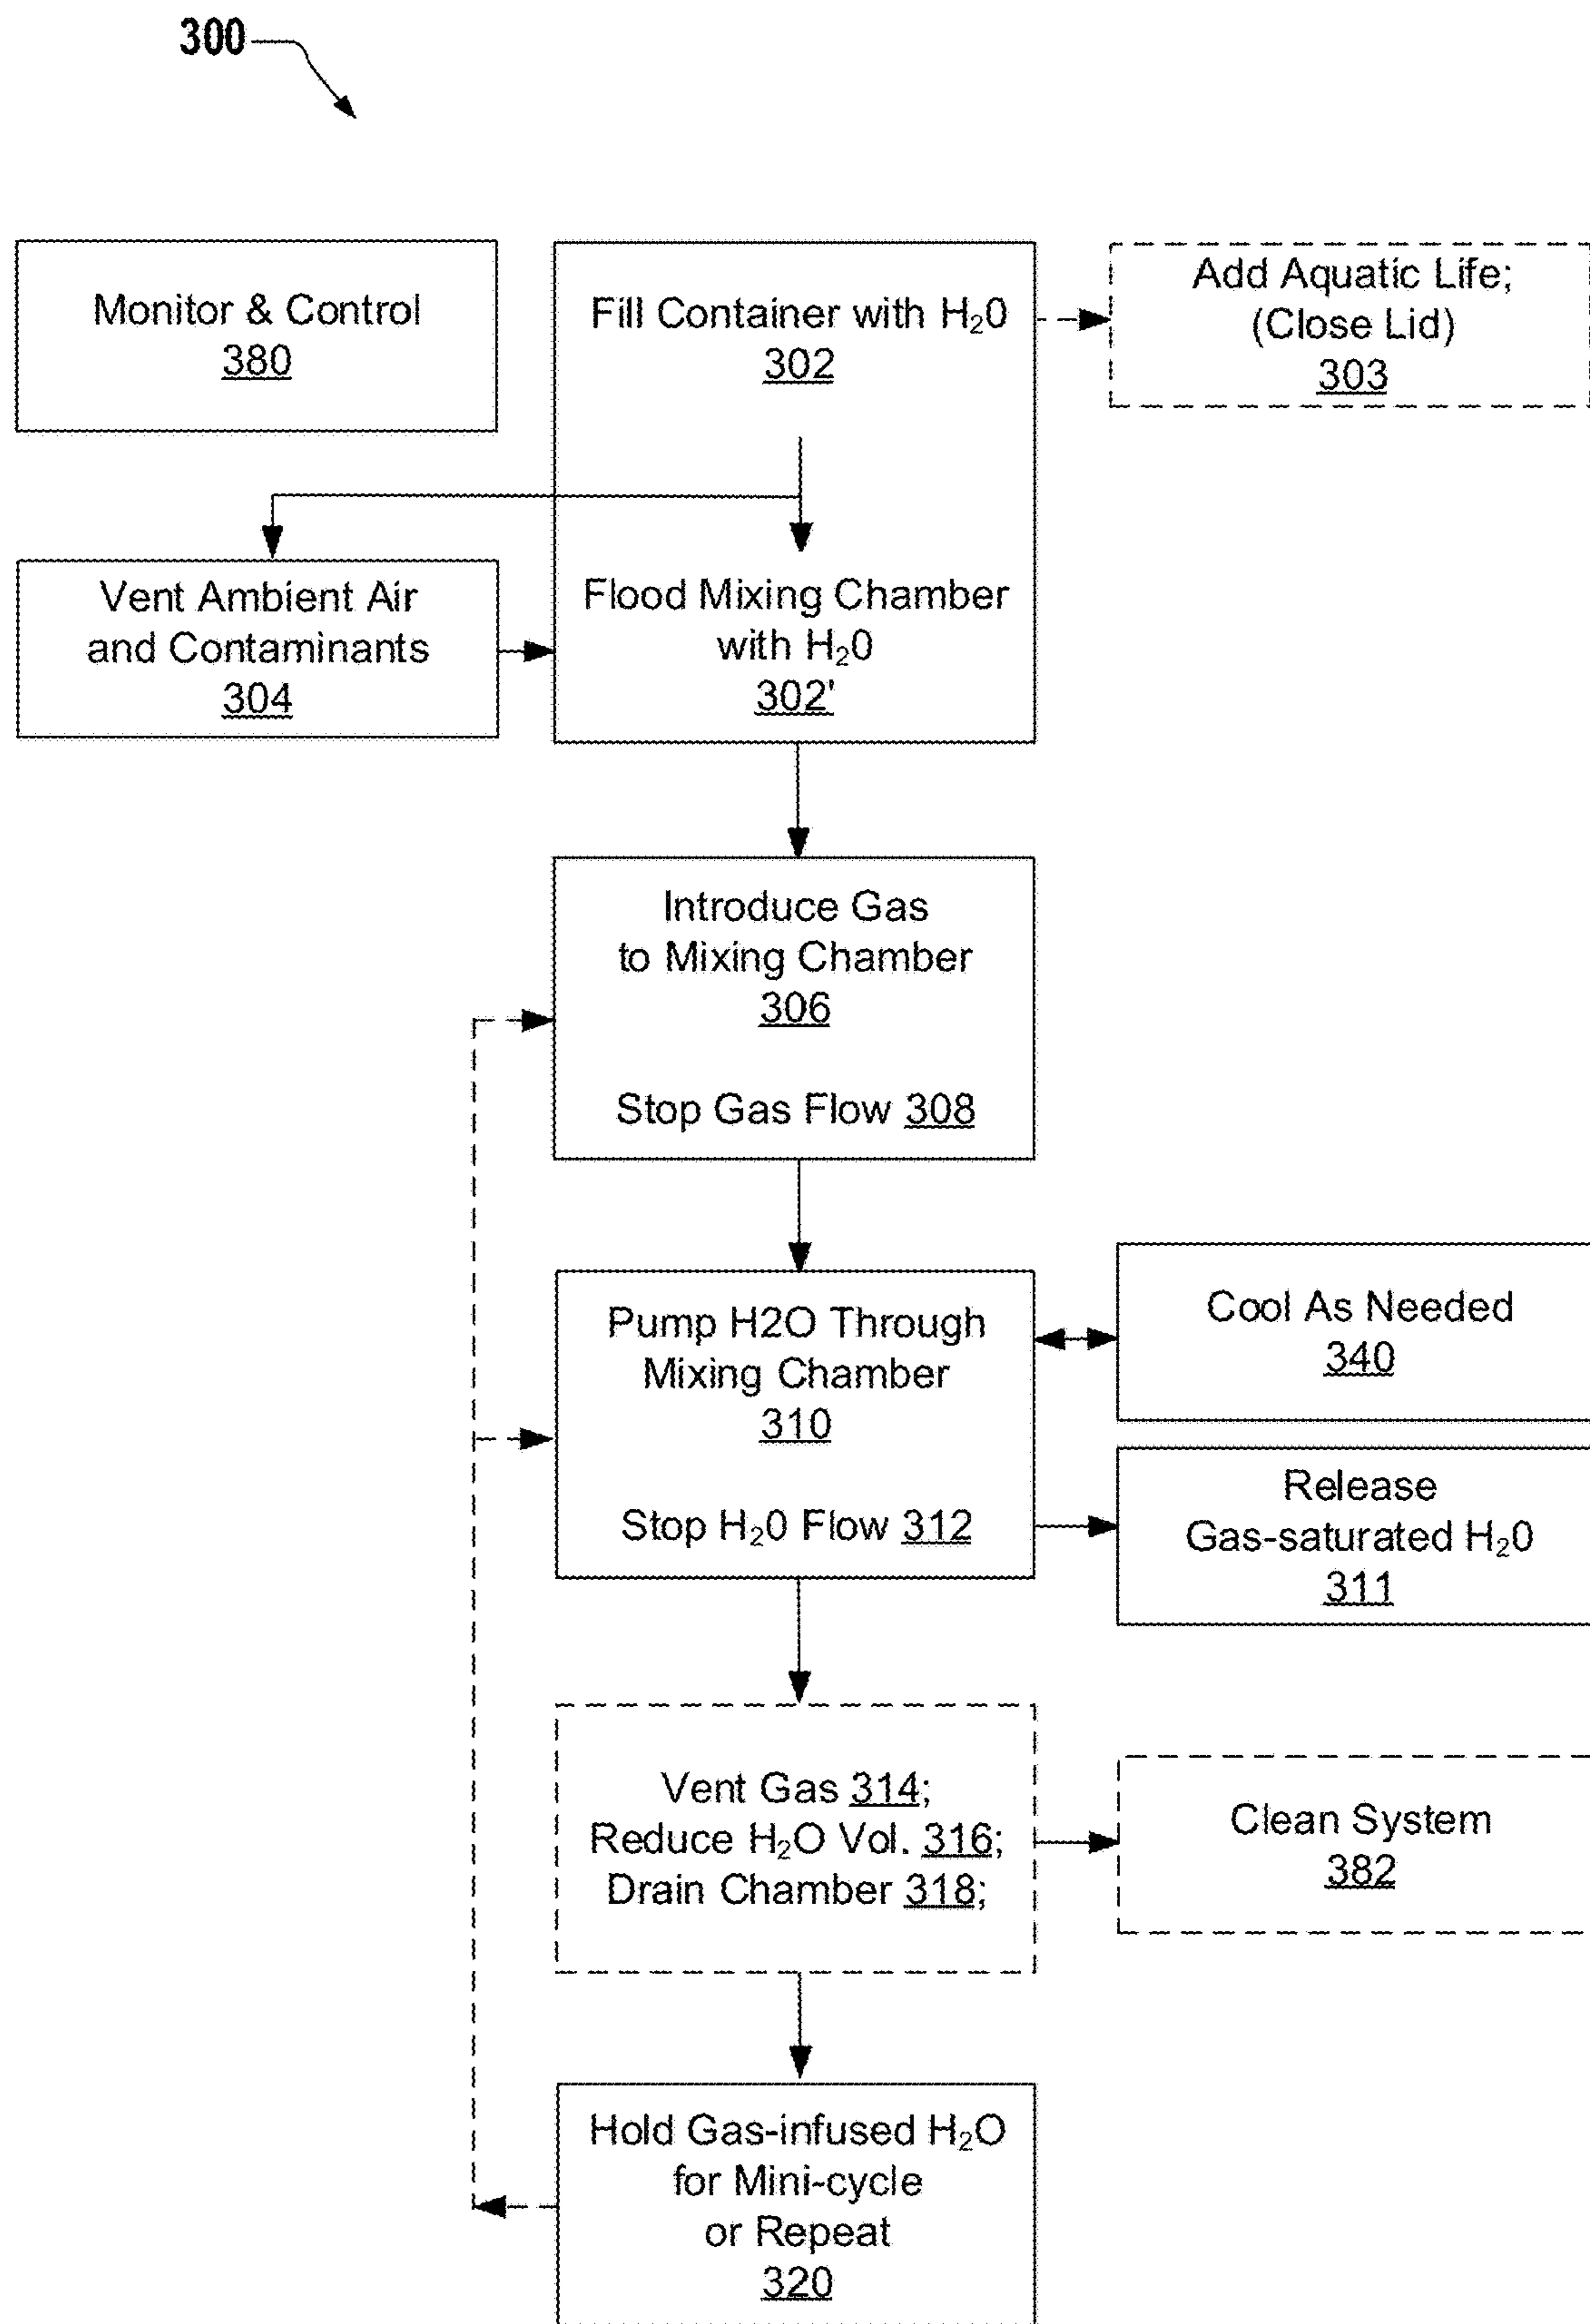 300
Monitor & Control
380
Fill Container with H₂0
302
Add Aquatic Life;
(Close Lid)
303
Vent Ambient Air
and Contaminants
304
Flood Mixing Chamber
with H₂0
302'
Introduce Gas
to Mixing Chamber
306
Stop Gas Flow 308
Pump H2O Through
Mixing Chamber
310
Stop H₂0 Flow 312
Cool As Needed
340
Release
Gas-saturated H₂0
311
Vent Gas 314;
Reduce H₂O Vol. 316;
Drain Chamber 318;
Clean System
382
Hold Gas-infused H₂O
for Mini-cycle
or Repeat
320